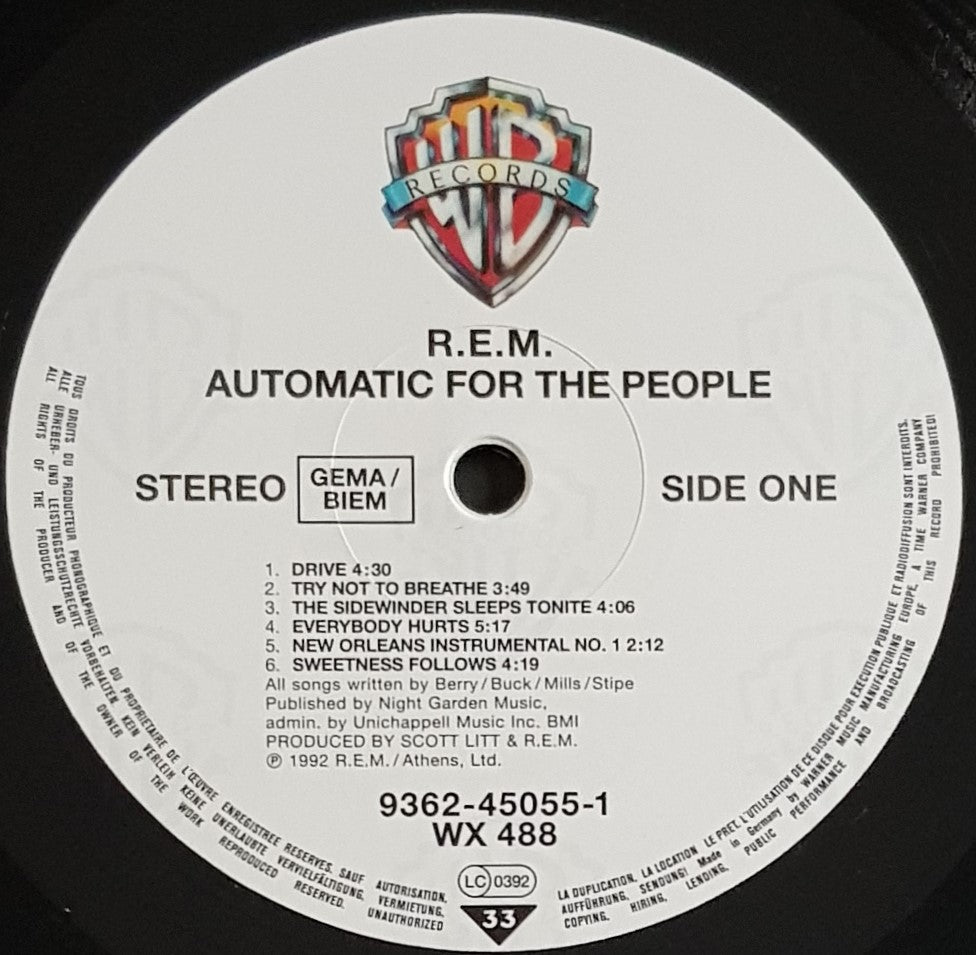 WB
RECORDS
R.E.M.
AUTOMATIC FOR THE PEOPLE
STEREO GEMA/BIEM SIDE ONE
1. DRIVE 4:30
2. TRY NOT TO BREATHE 3:49
3. THE SIDEWINDER SLEEPS TONITE 4:06
4. EVERYBODY HURTS 5:17
5. NEW ORLEANS INSTRUMENTAL NO. 1 2:12
6. SWEETNESS FOLLOWS 4:19
All songs written by Berry/Buck/Mills/Stipe
Published by Night Garden Music,
admin. by Unichappell Music Inc. BMI
PRODUCED BY SCOTT LITT & R.E.M.
℗ 1992 R.E.M./Athens, Ltd.
9362-45055-1
WX 488
LC 0392
33
TOUS DROITS DU PRODUCTEUR PHONOGRAPHIQUE ET DU PROPRIETAIRE DE L'ŒUVRE ENREGISTREE RESERVES. SAUF AUTORISATION, LA DUPLICATION, LA LOCATION, LE PRET, L'UTILISATION DE CE DISQUE POUR EXECUTION PUBLIQUE ET RADIODIFFUSION SONT INTERDITS.
ALLE URHEBER- UND LEISTUNGSSCHUTZRECHTE VORBEHALTEN KEIN VERLEIH KEINE UNERLAUBTE VERVIELFÄLTIGUNG, VERMIETUNG, AUFFÜHRUNG, SENDUNG! Made in Germany by WARNER MUSIC MANUFACTURING EUROPE, A TIME WARNER COMPANY
ALL RIGHTS OF THE PRODUCER AND OF THE OWNER OF THE WORK REPRODUCED RESERVED. UNAUTHORIZED COPYING, HIRING, LENDING, PUBLIC PERFORMANCE AND BROADCASTING OF THIS RECORD PROHIBITED!